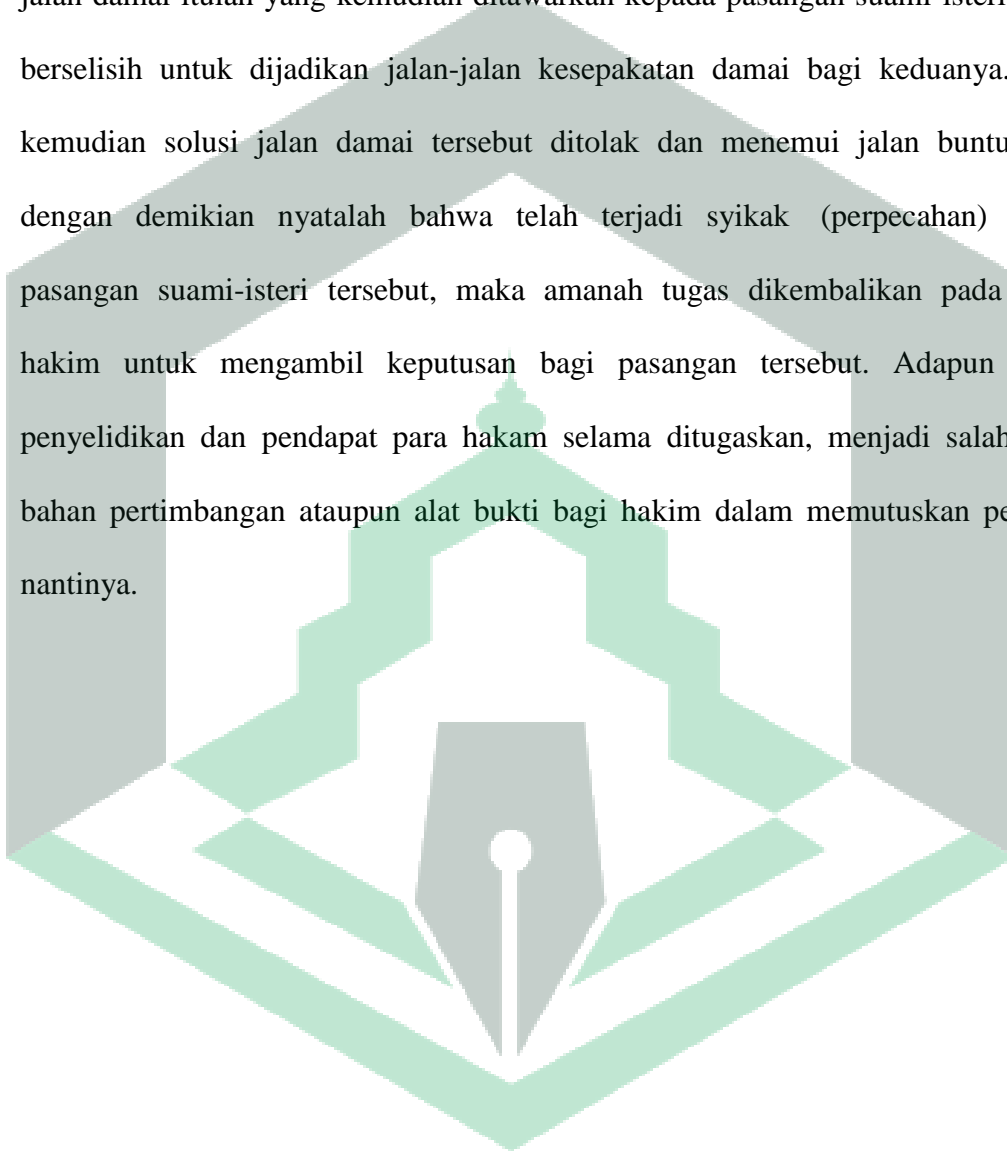 jalan damai itulah yang kemudian ditawarkan kepada pasangan suami-isteri
berselisih untuk dijadikan jalan-jalan kesepakatan damai bagi keduanya.
kemudian solusi jalan damai tersebut ditolak dan menemui jalan buntu
dengan demikian nyatalah bahwa telah terjadi syikak (perpecahan)
pasangan suami-isteri tersebut, maka amanah tugas dikembalikan pada
hakim untuk mengambil keputusan bagi pasangan tersebut. Adapun
penyelidikan dan pendapat para hakam selama ditugaskan, menjadi salah
bahan pertimbangan ataupun alat bukti bagi hakim dalam memutuskan pe
nantinya.